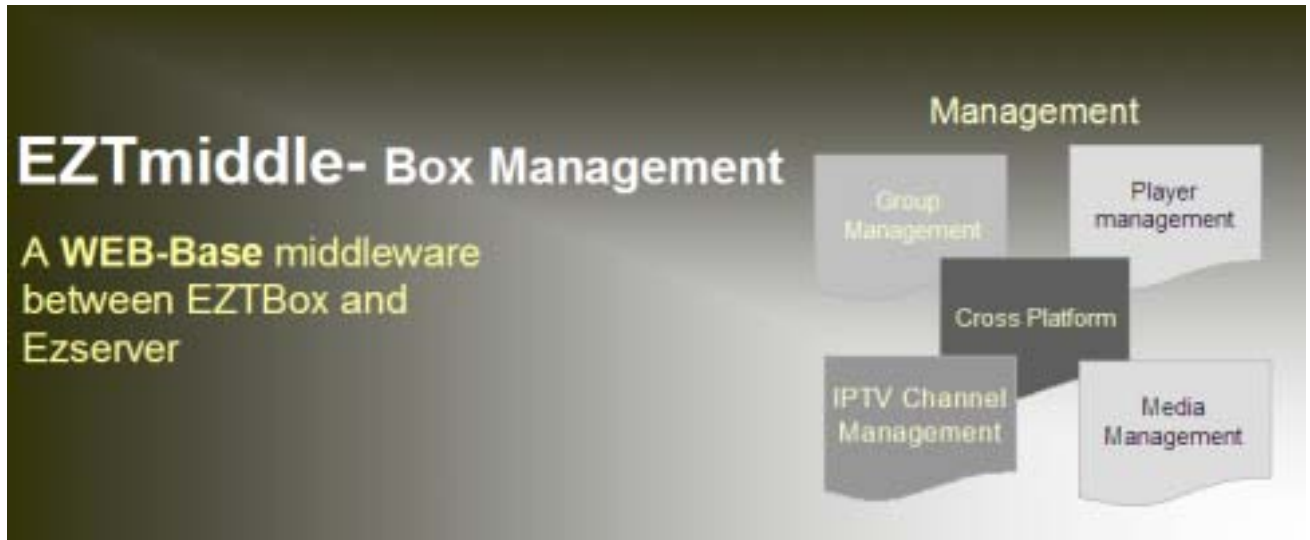 EZTmiddle- Box Management
A WEB-Base middleware
between EZTBox and
Ezserver
Management
Group
Management
Player
management
Cross Platform
IPTV Channel
Management
Media
Management